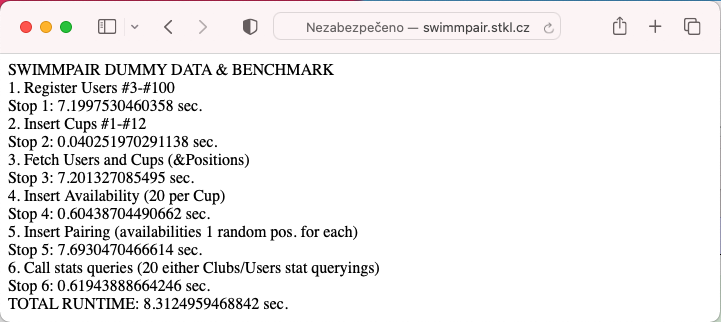 Nezabezpečeno — swimmpair.stkl.cz
SWIMMPAIR DUMMY DATA & BENCHMARK
1. Register Users #3-#100
Stop 1: 7.1997530460358 sec.
2. Insert Cups #1-#12
Stop 2: 0.040251970291138 sec.
3. Fetch Users and Cups (&Positions)
Stop 3: 7.201327085495 sec.
4. Insert Availability (20 per Cup)
Stop 4: 0.60438704490662 sec.
5. Insert Pairing (availabilities 1 random pos. for each)
Stop 5: 7.6930470466614 sec.
6. Call stats queries (20 either Clubs/Users stat queryings)
Stop 6: 0.61943888664246 sec.
TOTAL RUNTIME: 8.3124959468842 sec.